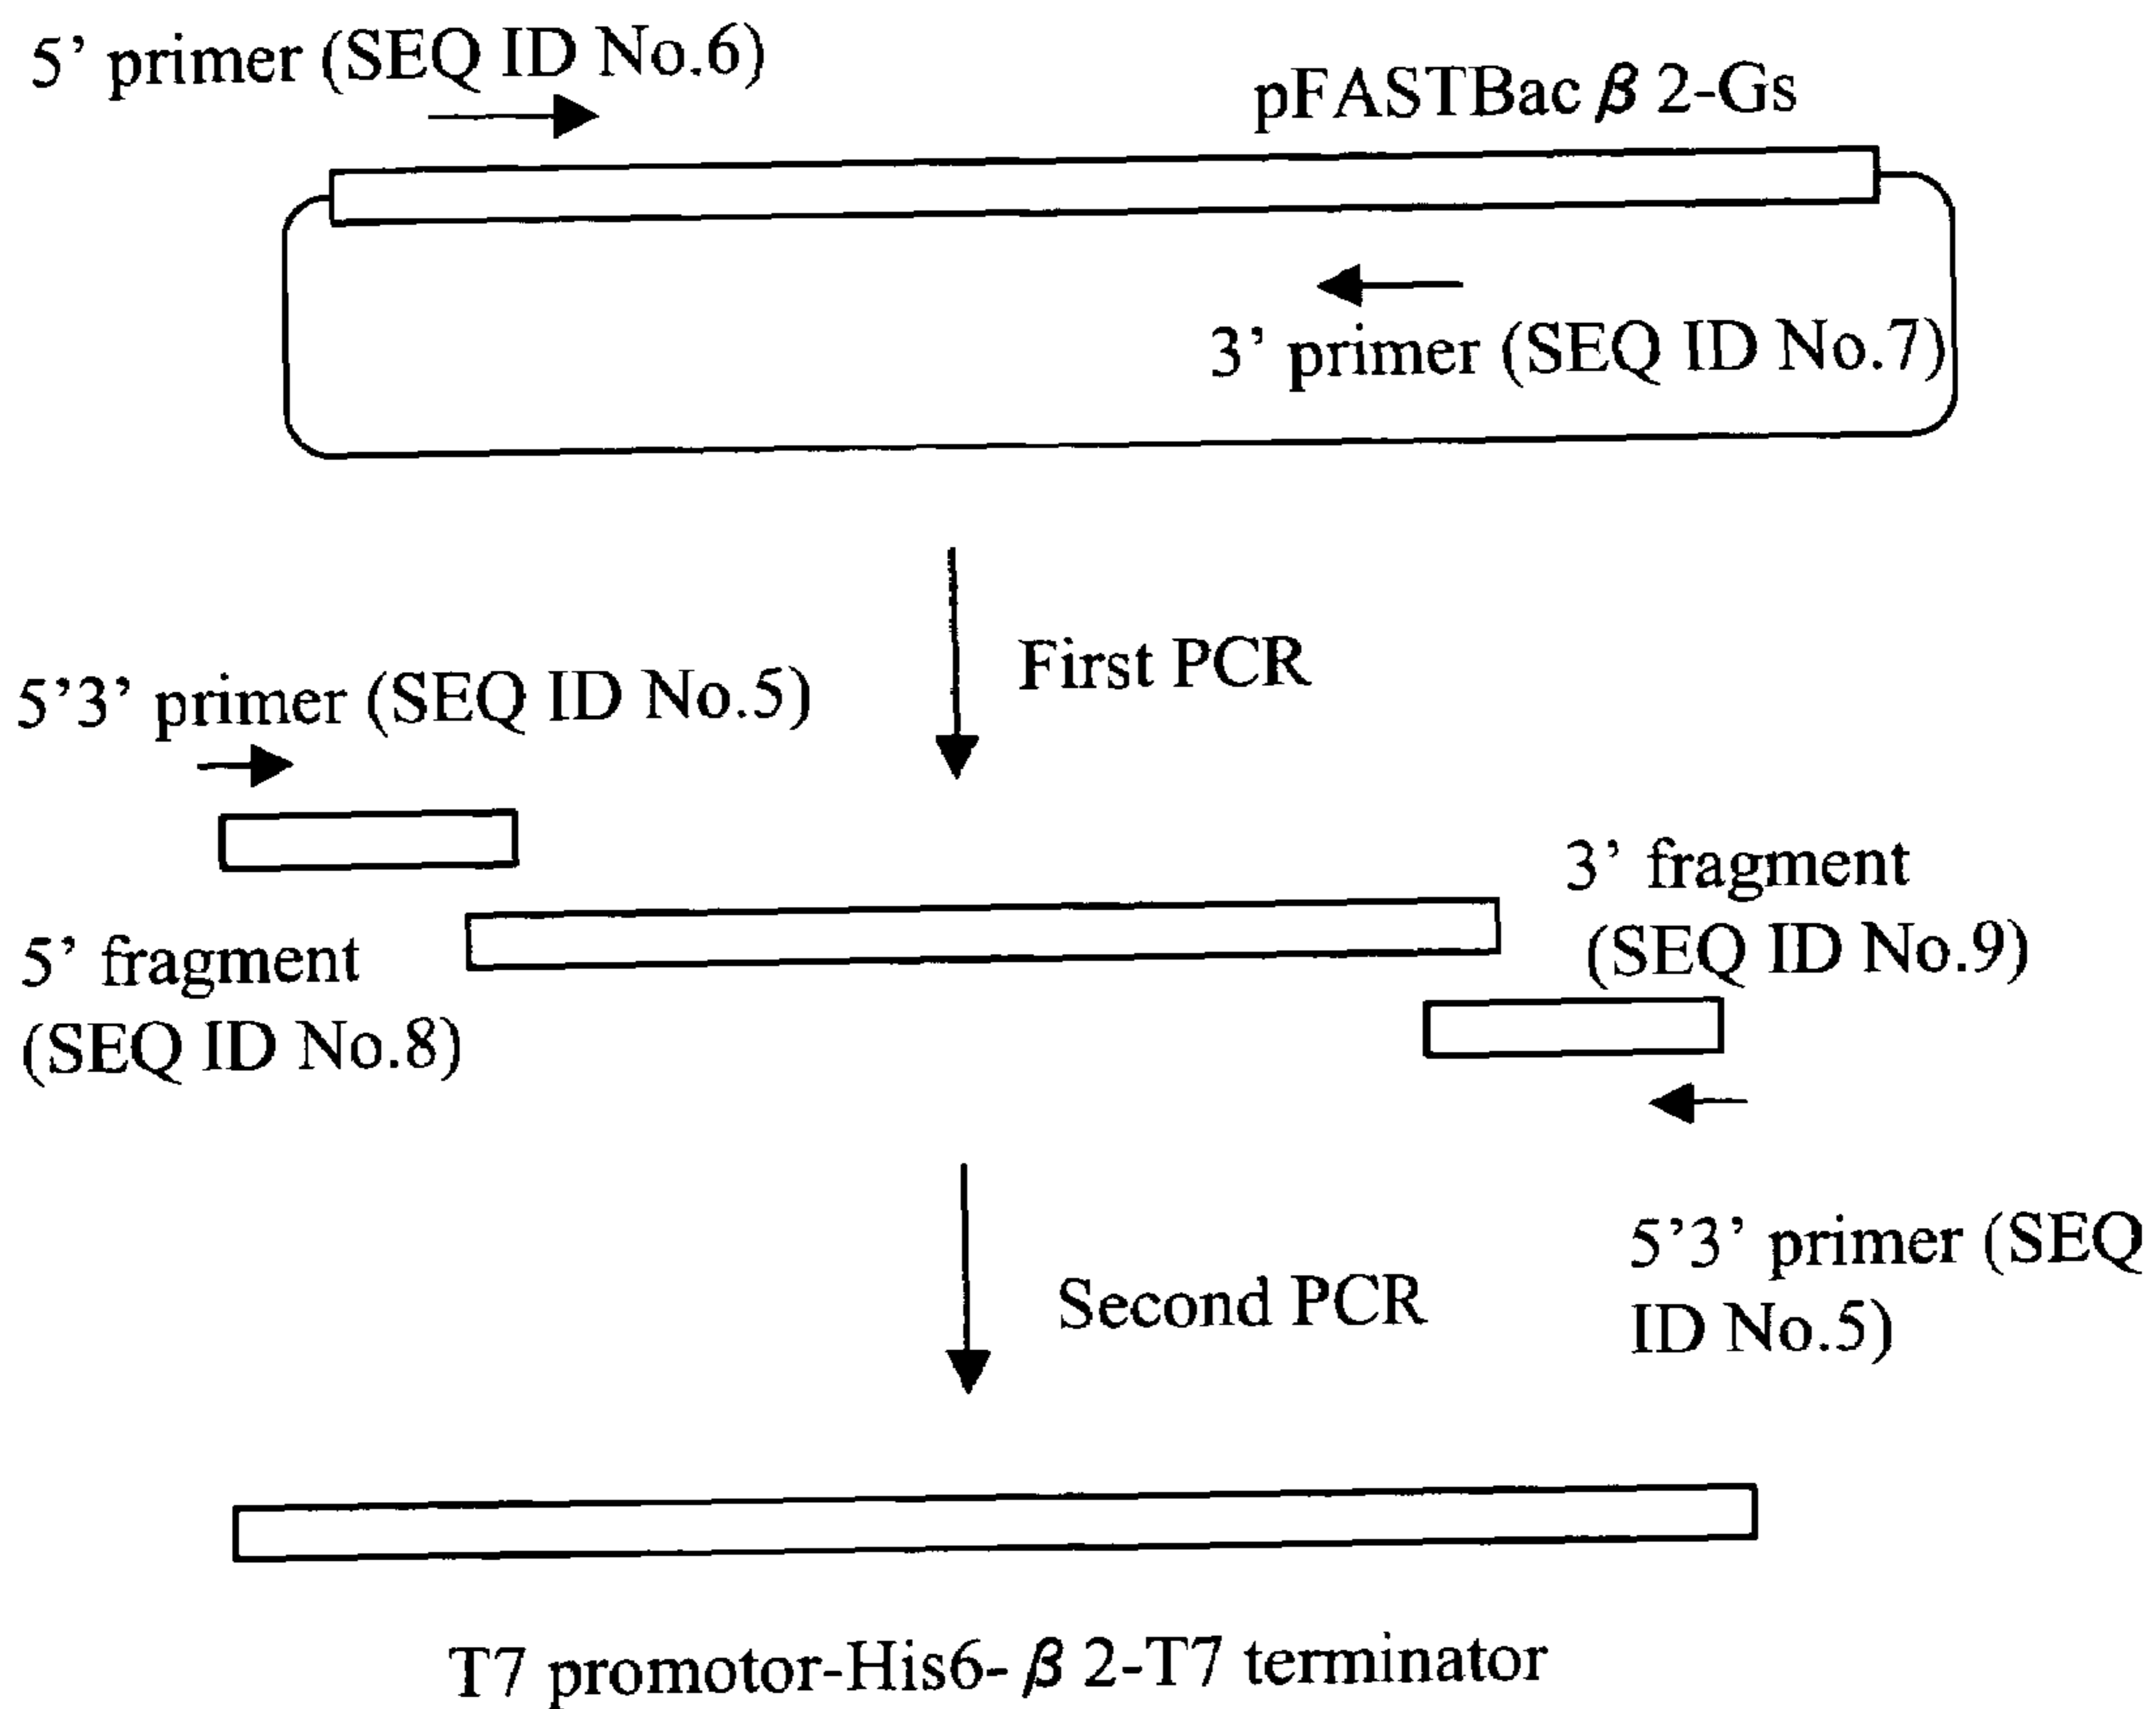 5’ primer (SEQ ID No.6)
pFASTBac β 2-Gs
3’ primer (SEQ ID No.7)
First PCR
5’3’ primer (SEQ ID No.5)
3’ fragment
(SEQ ID No.9)
5’ fragment
(SEQ ID No.8)
5’3’ primer (SEQ
ID No.5)
Second PCR
T7 promotor-His6- β 2-T7 terminator